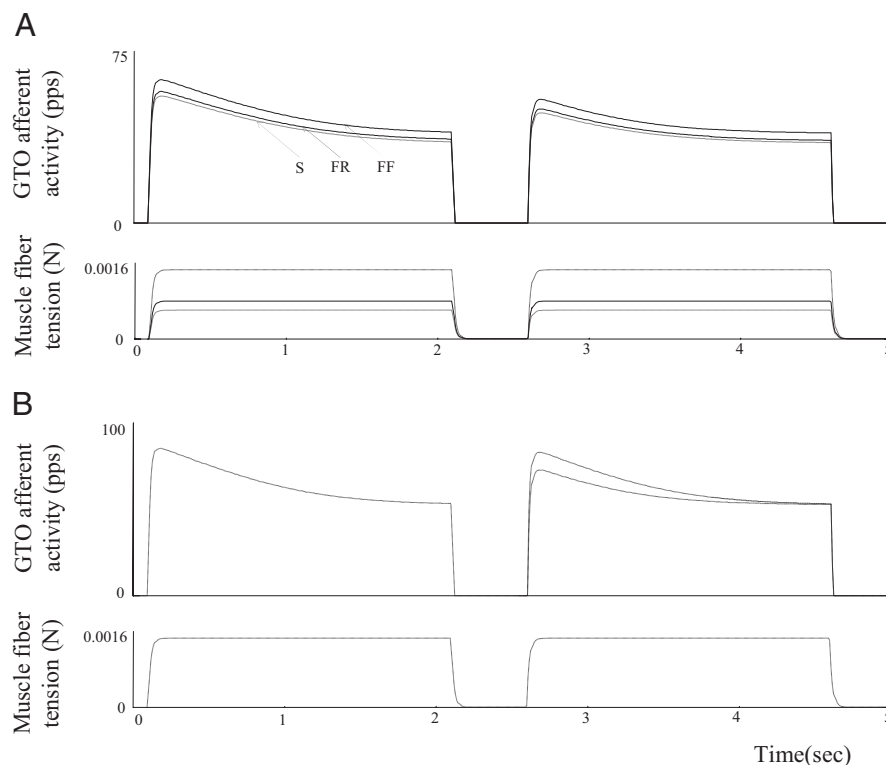 A
GTO afferent
activity (pps)
75
0
S
FR
FF
Muscle fiber
tension (N)
0.0016
0
0
1
2
3
4
5
B
GTO afferent
activity (pps)
100
0
Muscle fiber
tension (N)
0.0016
0
0
1
2
3
4
5
Time(sec)